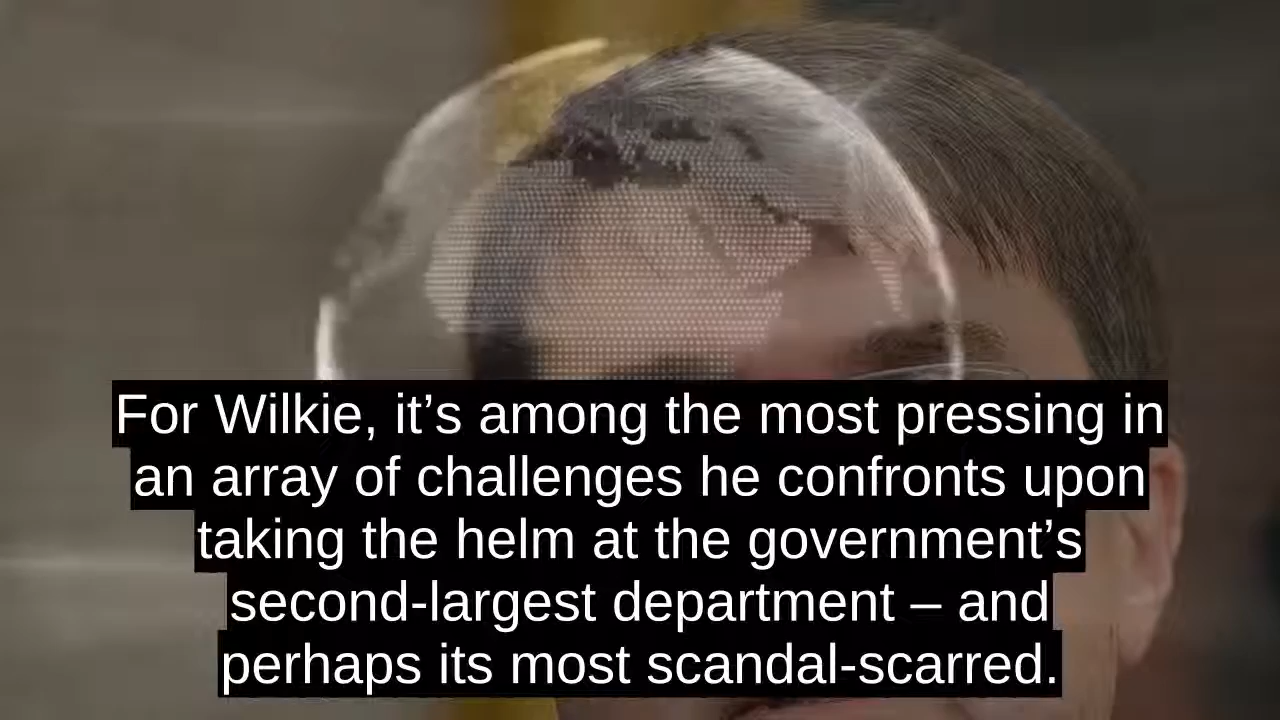 For Wilkie, it’s among the most pressing in
an array of challenges he confronts upon
taking the helm at the government’s
second-largest department – and
perhaps its most scandal-scarred.